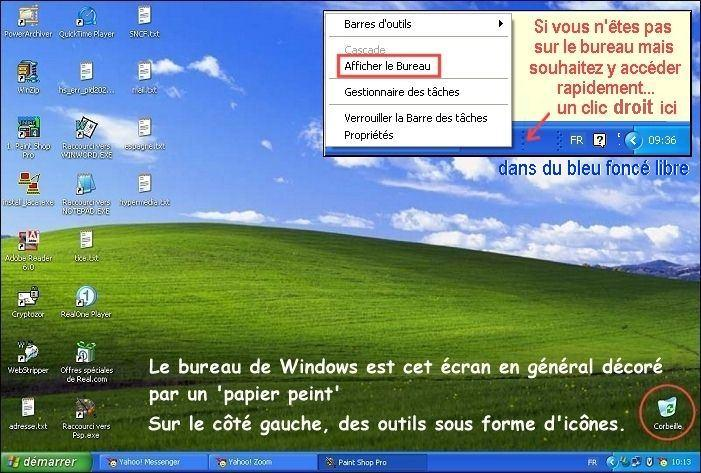 PowerArchiver
QuickTime Player
SNCF.txt
WinZip
hs_err_pid202...
mail.txt
1. Paint Shop
Pro
Raccourci vers
WINWORD.EXE
espagne.txt
install_jaca.exe
Raccourci vers
NOTEPAD.EXE
hypermedia.txt
Adobe Reader
6.0
tice.txt
Cryptozor
RealOne Player
WebStripper
Offres spéciales
de Real.com
adresse.txt
Raccourci vers
Psp.exe
Barres d'outils
Cascade
Afficher le Bureau
Gestionnaire des tâches
Verrouiller la Barre des tâches
Propriétés
Si vous n'êtes pas
sur le bureau mais
souhaitez y accéder
rapidement...
un clic droit ici
FR
?
09:36
dans du bleu foncé libre
Le bureau de Windows est cet écran en général décoré
par un 'papier peint'
Sur le côté gauche, des outils sous forme d'icônes.
Corbeille
démarrer
Yahoo! Messenger
Yahoo! Zoom
Paint Shop Pro
FR
10:13